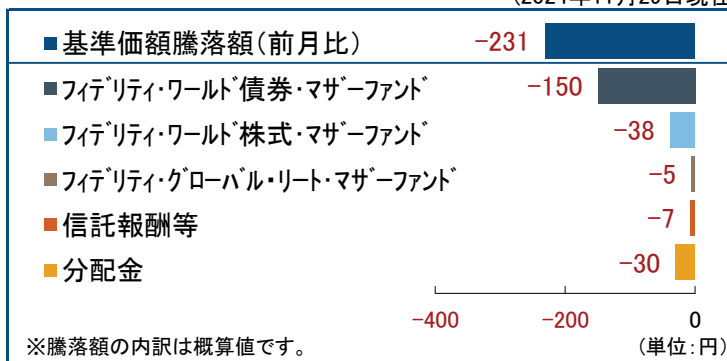 ■基準価額騰落額(前月比) -231
■ﾌｨﾃﾞﾘﾃｨ・ﾜｰﾙﾄﾞ債券・ﾏｻﾞｰﾌｧﾝﾄﾞ -150
■ﾌｨﾃﾞﾘﾃｨ・ﾜｰﾙﾄﾞ株式・ﾏｻﾞｰﾌｧﾝﾄﾞ -38
■ﾌｨﾃﾞﾘﾃｨ・ｸﾞﾛｰﾊﾞﾙ・ﾘｰﾄ・ﾏｻﾞｰﾌｧﾝﾄﾞ -5
■信託報酬等 -7
■分配金 -30
-400 -200 0
※騰落額の内訳は概算値です。 (単位:円)